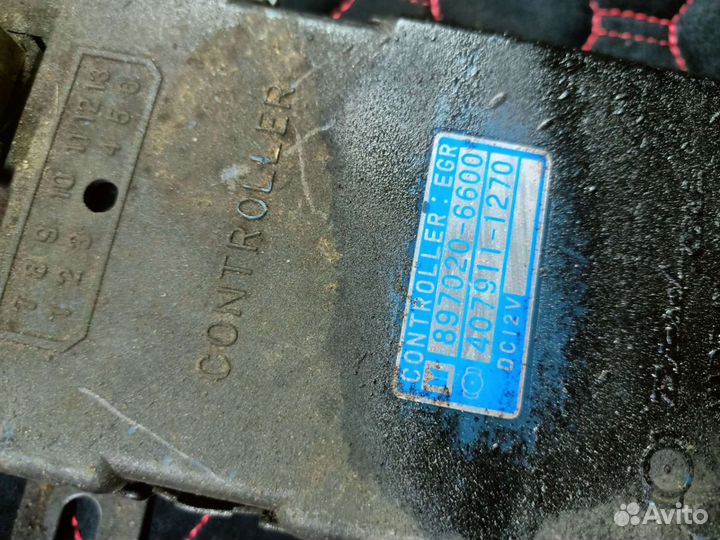 CONTROLLER
7 8 9 10 11 12 13
1 2 3 4 5 6
CONTROLLER: EGR
897020-6600
407911-1270
DC12V
Avito